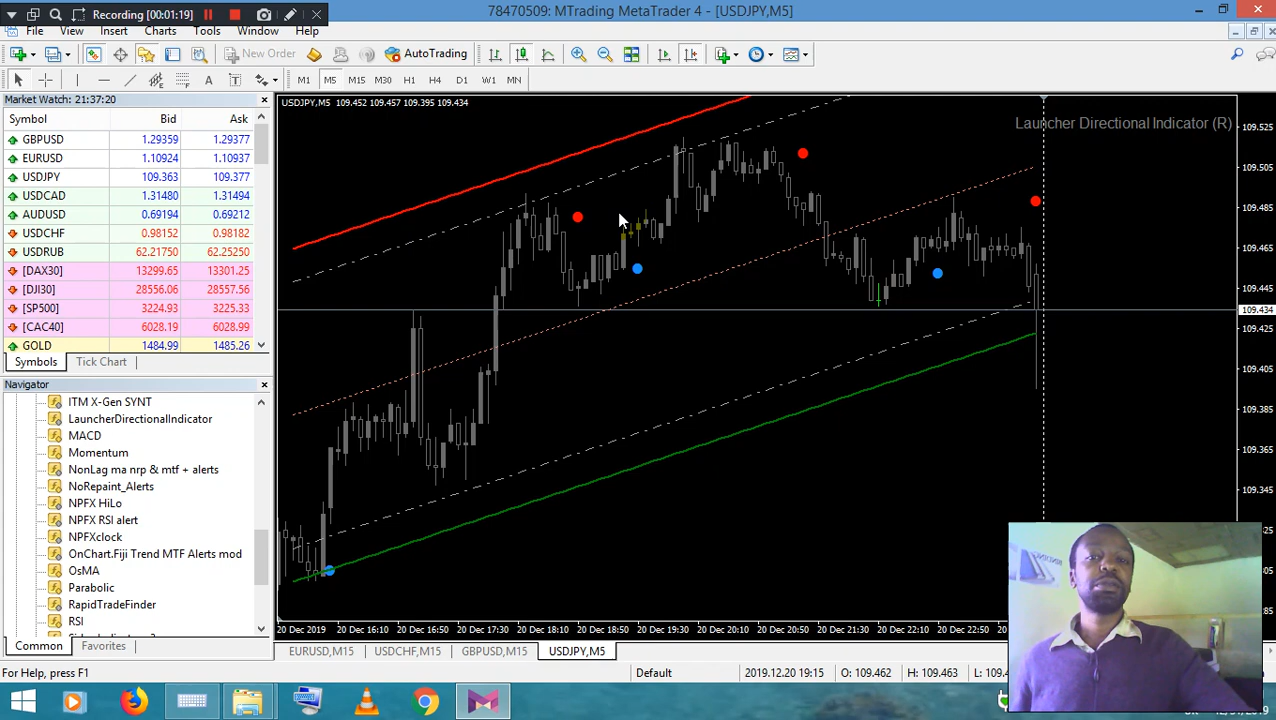 Recording [00:01:19]
78470509: MTrading MetaTrader 4 - [USDJPY,M5]
File View Insert Charts Tools Window Help
New Order AutoTrading
A T M1 M5 M15 M30 H1 H4 D1 W1 MN
Market Watch: 21:37:20
Symbol Bid Ask
GBPUSD 1.29359 1.29377
EURUSD 1.10924 1.10937
USDJPY 109.363 109.377
USDCAD 1.31480 1.31494
AUDUSD 0.69194 0.69212
USDCHF 0.98152 0.98182
USDRUB 62.21750 62.25250
[DAX30] 13299.65 13301.25
[DJI30] 28556.06 28557.56
[SP500] 3224.93 3225.33
[CAC40] 6028.19 6028.99
GOLD 1484.99 1485.26
Symbols Tick Chart
Navigator
ITM X-Gen SYNT
LauncherDirectionalIndicator
MACD
Momentum
NonLag ma nrp & mtf + alerts
NoRepaint_Alerts
NPFX HiLo
NPFX RSI alert
NPFXclock
OnChart.Fiji Trend MTF Alerts mod
OsMA
Parabolic
RapidTradeFinder
RSI
Common Favorites
USDJPY,M5 109.452 109.457 109.395 109.434
Launcher Directional Indicator (R)
109.525
109.505
109.485
109.465
109.445
109.434
109.425
109.405
109.385
109.365
109.345
20 Dec 2019 20 Dec 16:10 20 Dec 16:50 20 Dec 17:30 20 Dec 18:10 20 Dec 18:50 20 Dec 19:30 20 Dec 20:10 20 Dec 20:50 20 Dec 21:30 20 Dec 22:10 20 Dec 22:50
EURUSD,M15 USDCHF,M15 GBPUSD,M15 USDJPY,M5
For Help, press F1 Default 2019.12.20 19:15 O: 109.462 H: 109.463